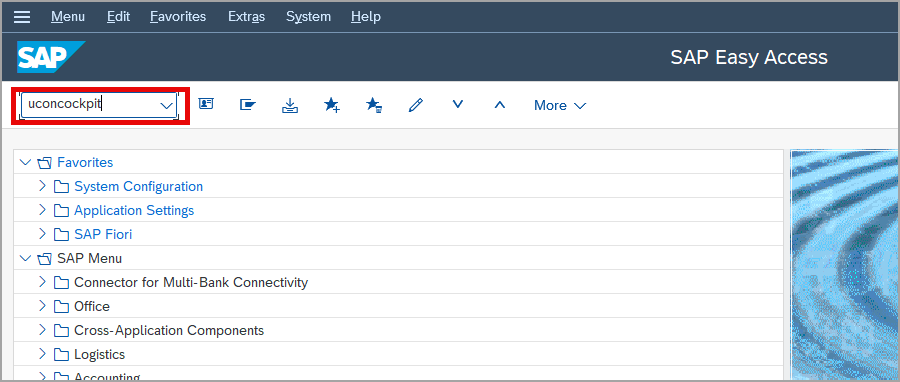 Menu Edit Favorites Extras System Help
SAP SAP Easy Access
uconcockpit More
Favorites
System Configuration
Application Settings
SAP Fiori
SAP Menu
Connector for Multi-Bank Connectivity
Office
Cross-Application Components
Logistics
Accounting